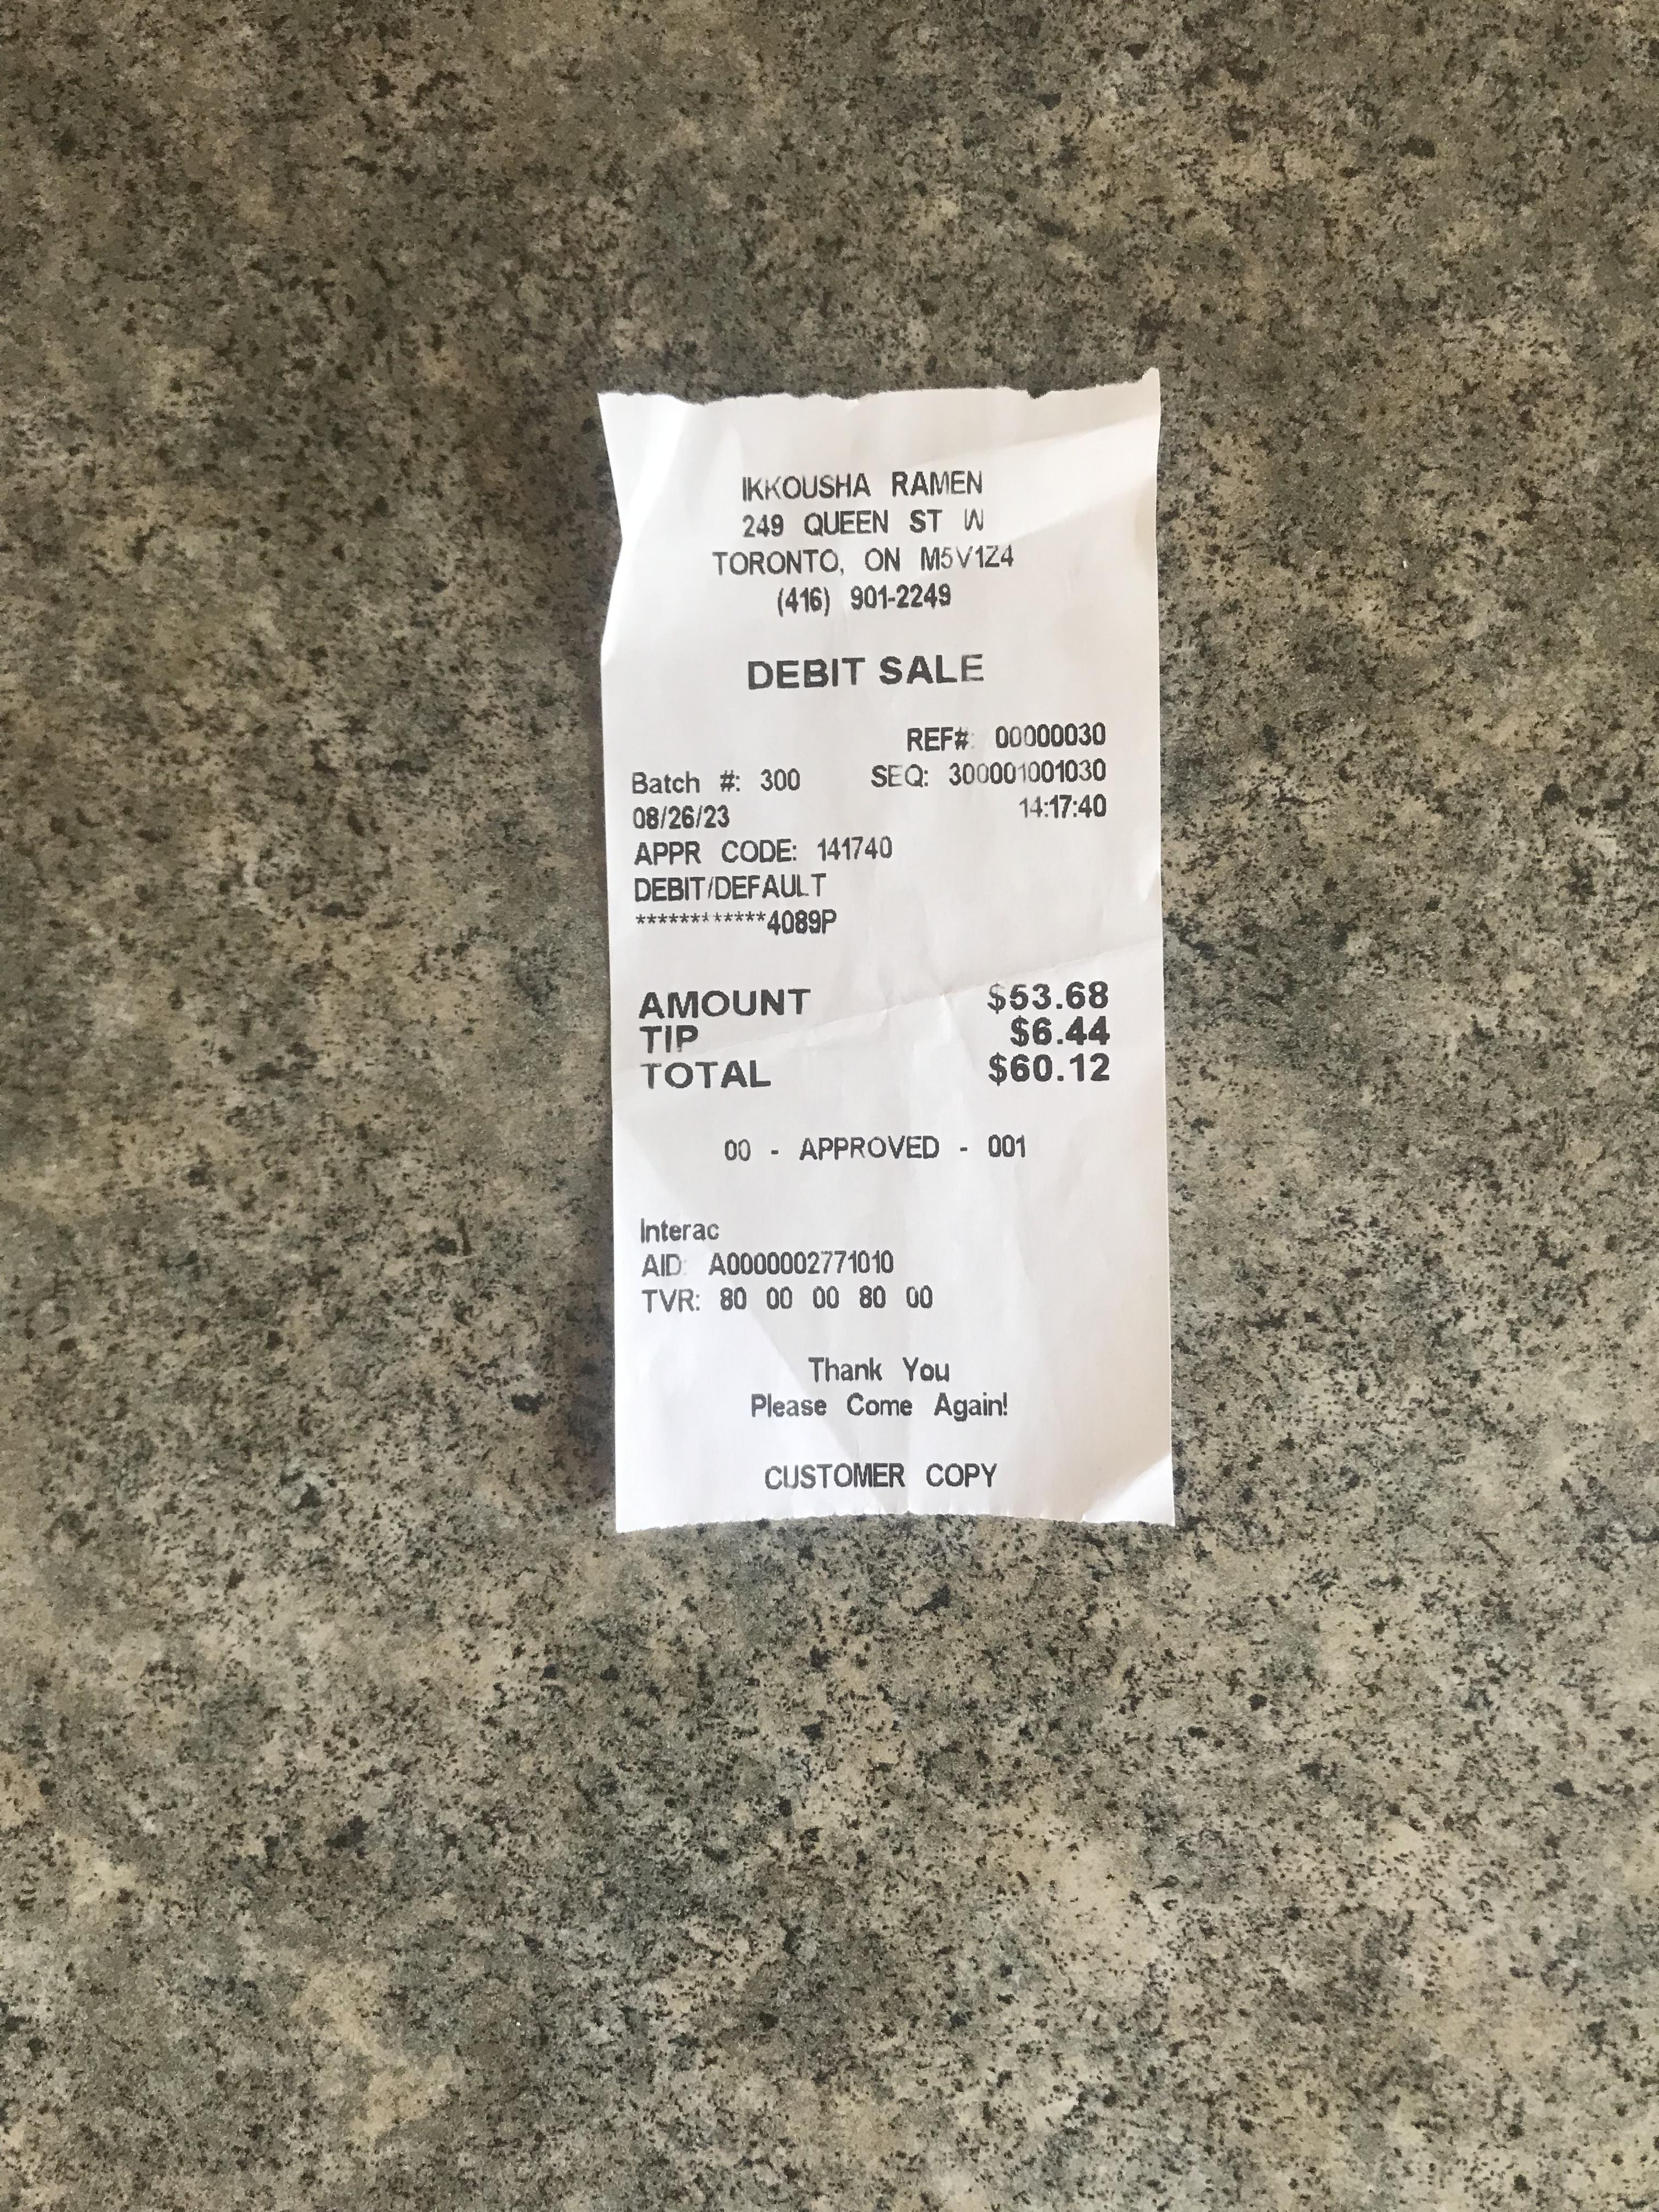 IKKOUSHA RAMEN
249 QUEEN ST W
TORONTO, ON M5V1Z4
(416) 901-2249
DEBIT SALE
REF#: 00000030
Batch #: 300 SEQ: 300001001030
08/26/23 14:17:40
APPR CODE: 141740
DEBIT/DEFAULT
************4089P
AMOUNT $53.68
TIP $6.44
TOTAL $60.12
00 - APPROVED - 001
Interac
AID: A0000002771010
TVR: 80 00 00 80 00
Thank You
Please Come Again!
CUSTOMER COPY